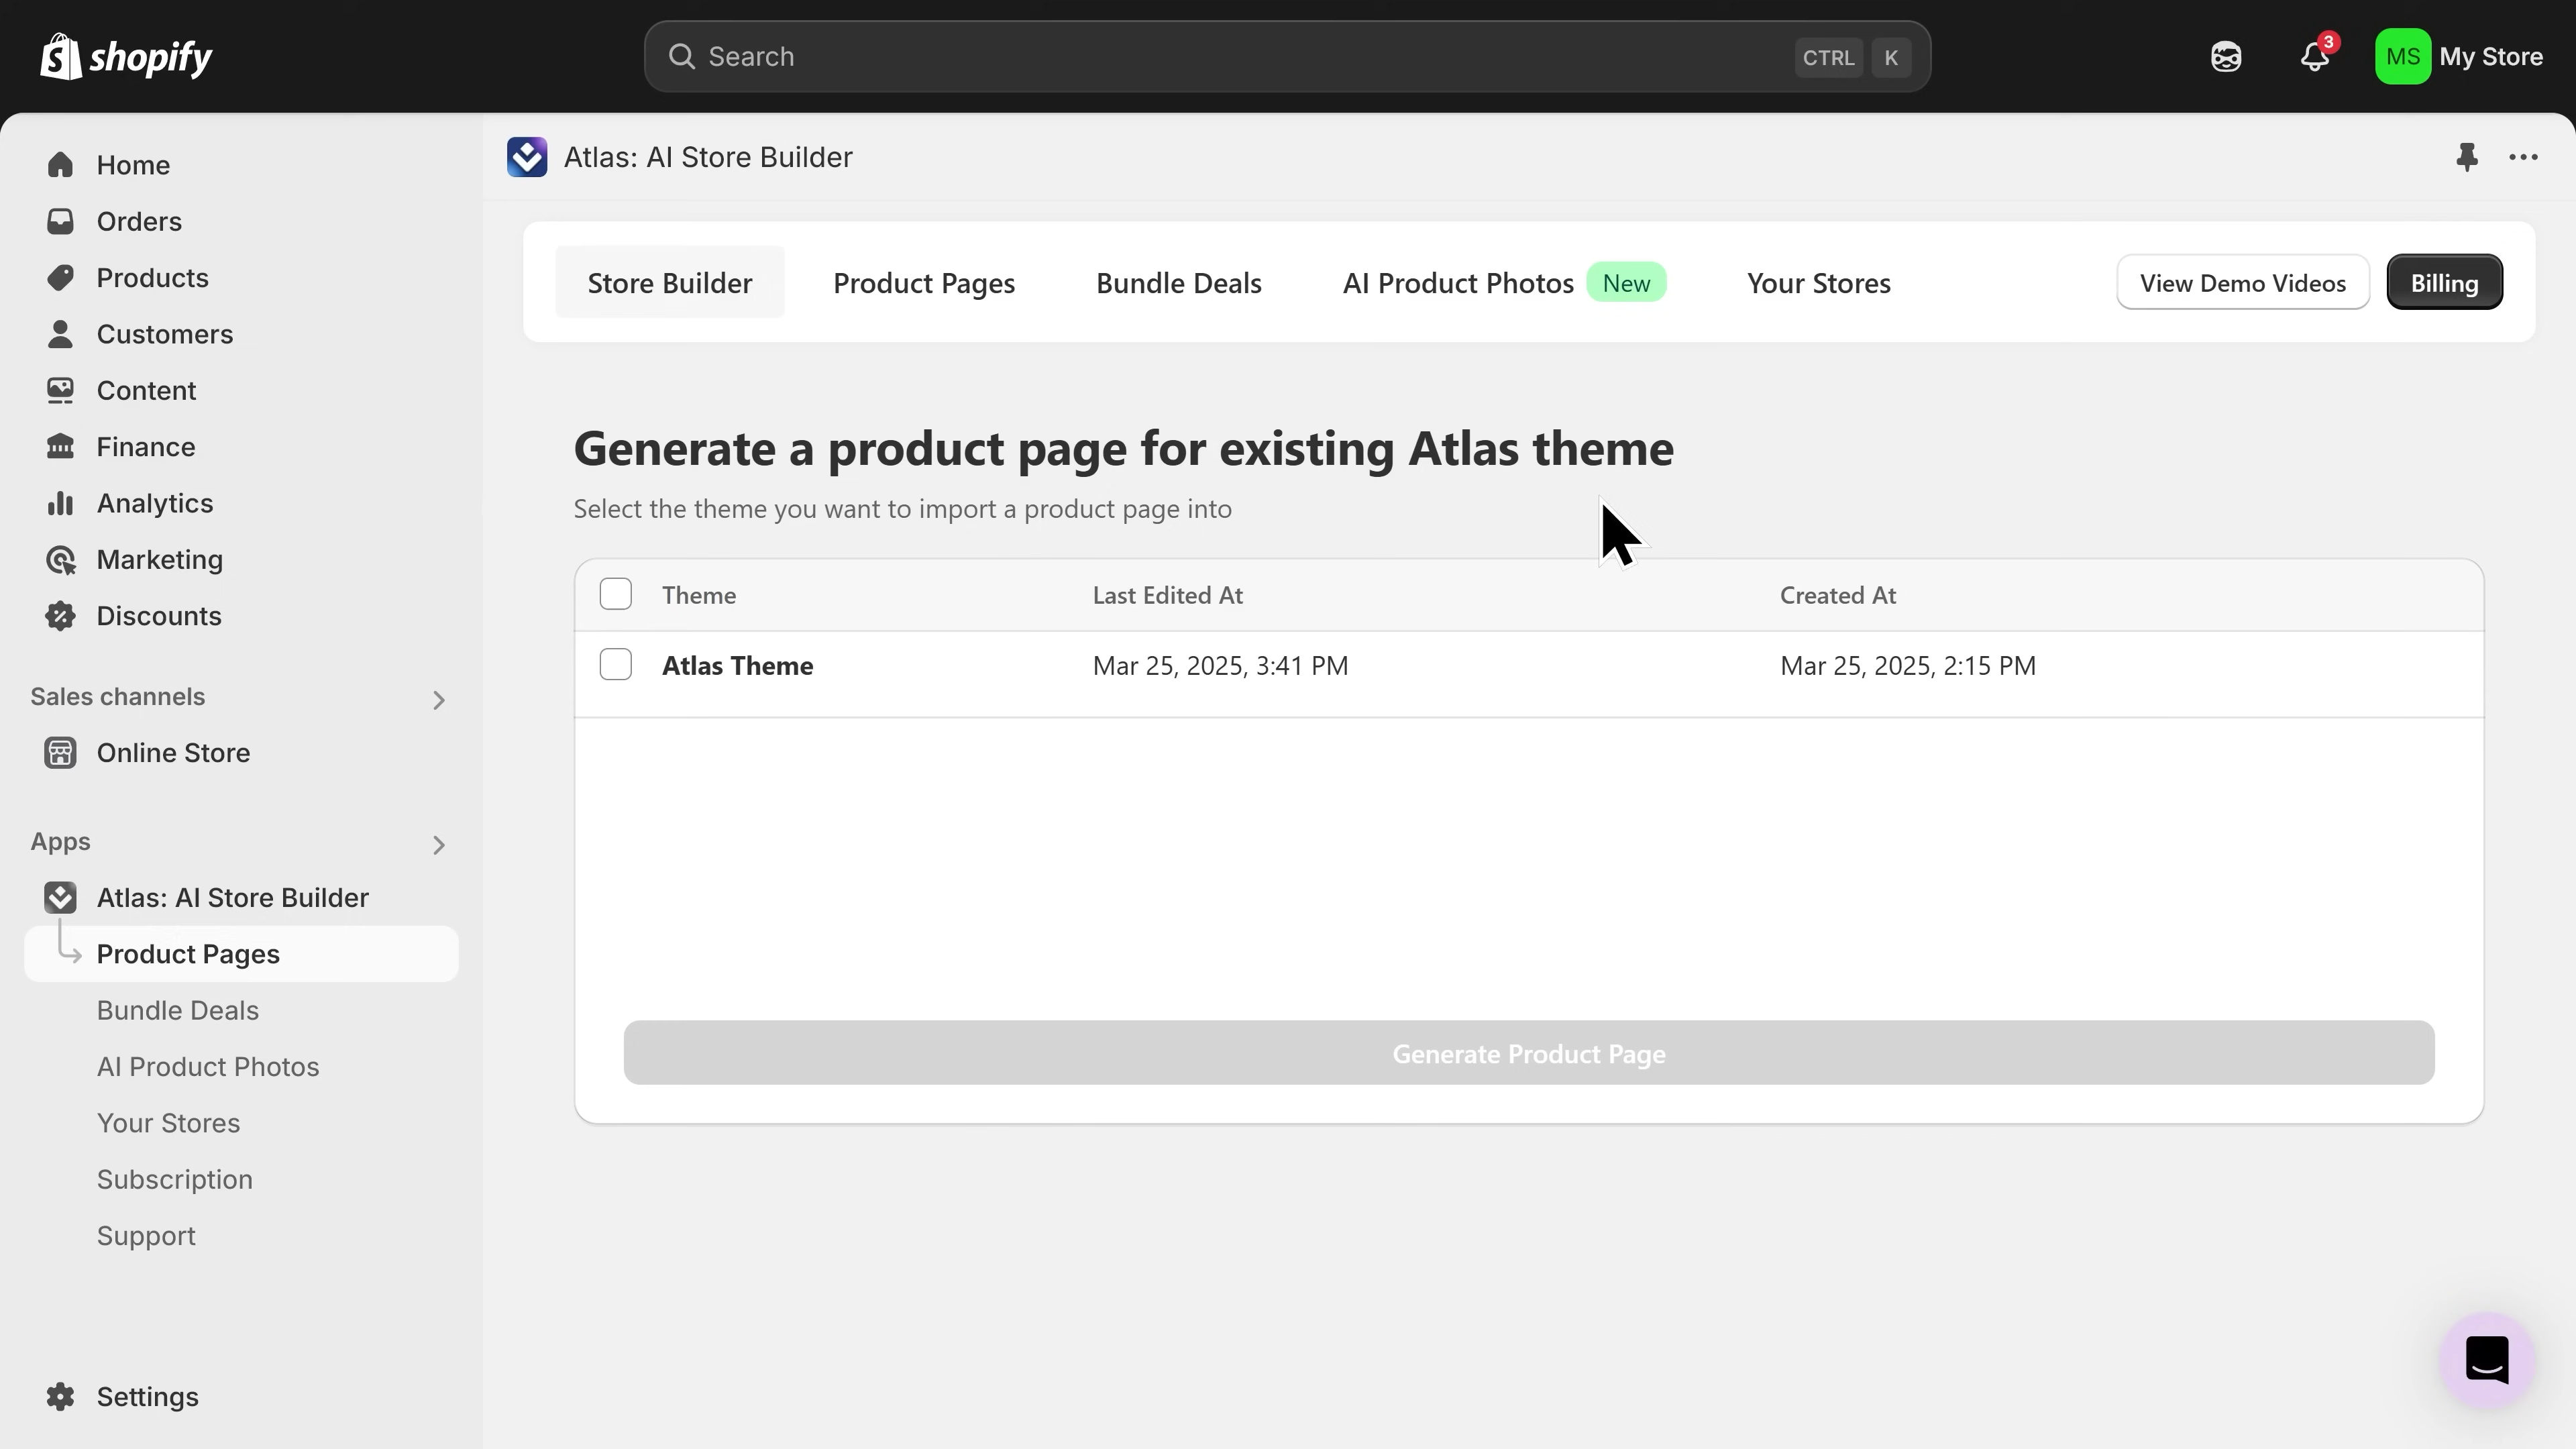 shopify
Search
CTRL K
3
MS My Store
Home
Orders
Products
Customers
Content
Finance
Analytics
Marketing
Discounts
Sales channels
Online Store
Apps
Atlas: AI Store Builder
Product Pages
Bundle Deals
AI Product Photos
Your Stores
Subscription
Support
Settings
Atlas: AI Store Builder
Store Builder Product Pages Bundle Deals AI Product Photos New Your Stores View Demo Videos Billing
Generate a product page for existing Atlas theme
Select the theme you want to import a product page into
Theme Last Edited At Created At
Atlas Theme Mar 25, 2025, 3:41 PM Mar 25, 2025, 2:15 PM
Generate Product Page